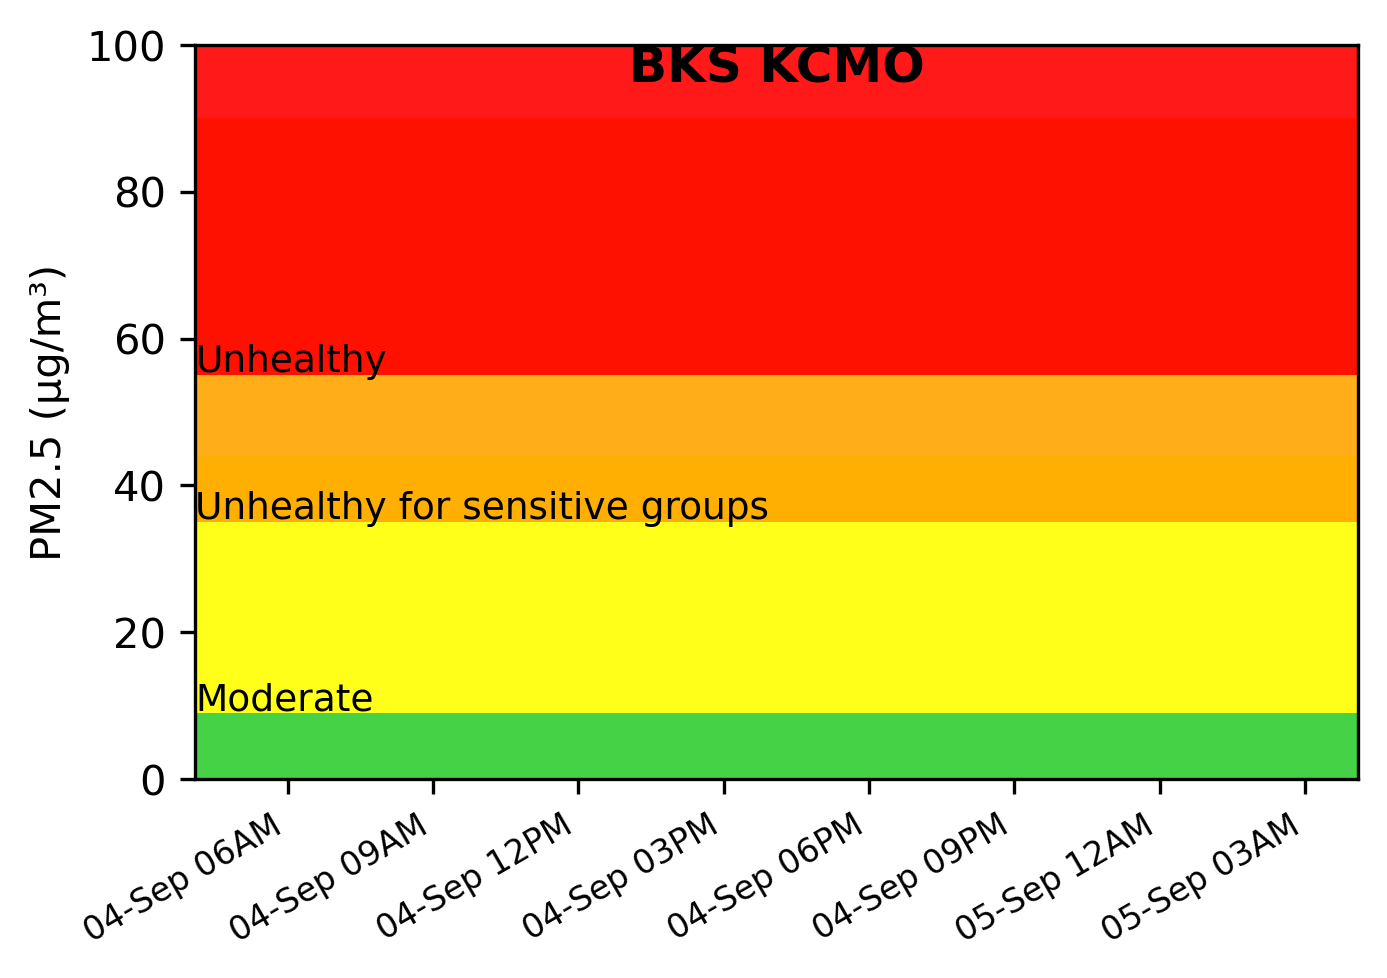 BKS KCMO
PM2.5 (µg/m³)
100
80
60
40
20
0
Unhealthy
Unhealthy for sensitive groups
Moderate
04-Sep 06AM
04-Sep 09AM
04-Sep 12PM
04-Sep 03PM
04-Sep 06PM
04-Sep 09PM
05-Sep 12AM
05-Sep 03AM